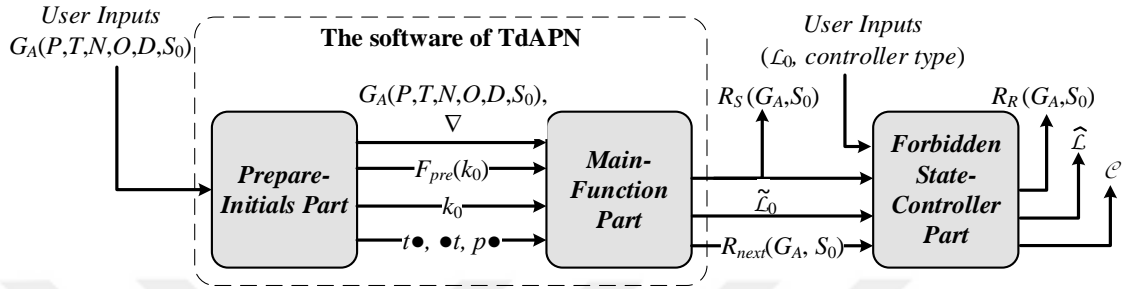 User Inputs
G_A(P,T,N,O,D,S_0)
The software of TdAPN
User Inputs
(ℒ_0, controller type)
Prepare-
Initials Part
G_A(P,T,N,O,D,S_0),
∇
F_pre(k_0)
k_0
t●, ●t, p●
Main-
Function
Part
R_S(G_A,S_0)
ℒ̃_0
R_next(G_A, S_0)
Forbidden
State-
Controller
Part
R_R(G_A,S_0)
ℒ̂
𝒞